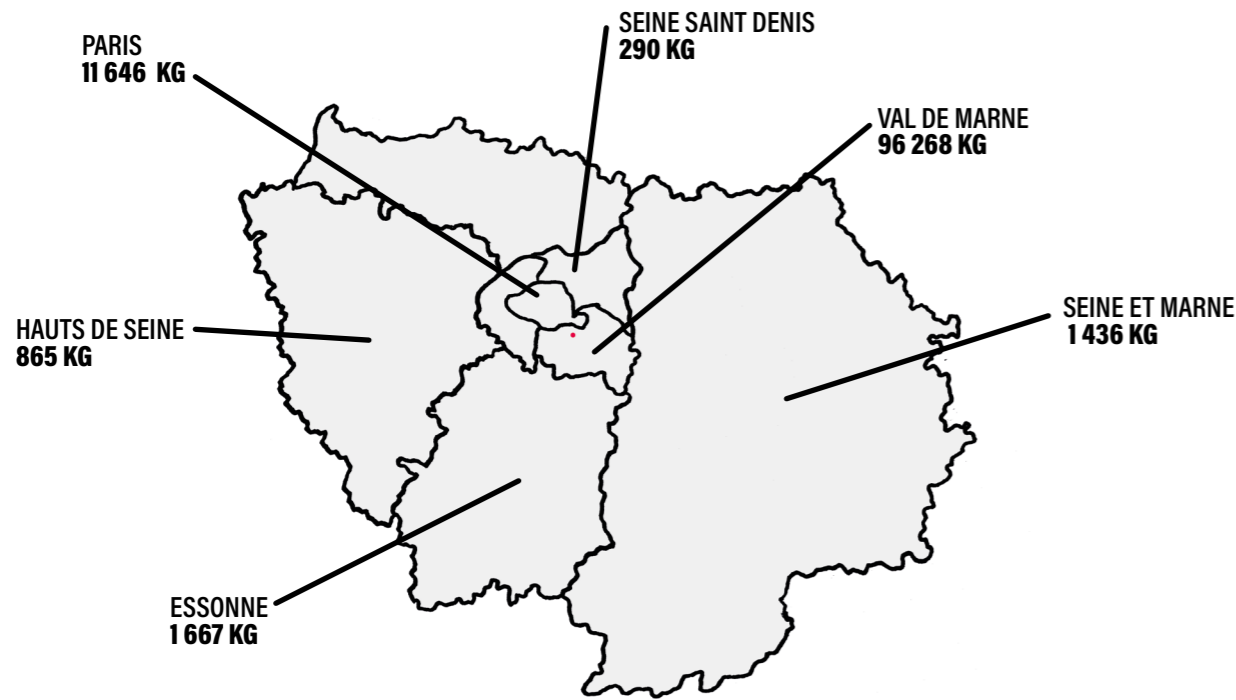 SEINE SAINT DENIS
290 KG
PARIS
11 646 KG
VAL DE MARNE
96 268 KG
SEINE ET MARNE
1 436 KG
HAUTS DE SEINE
865 KG
ESSONNE
1 667 KG